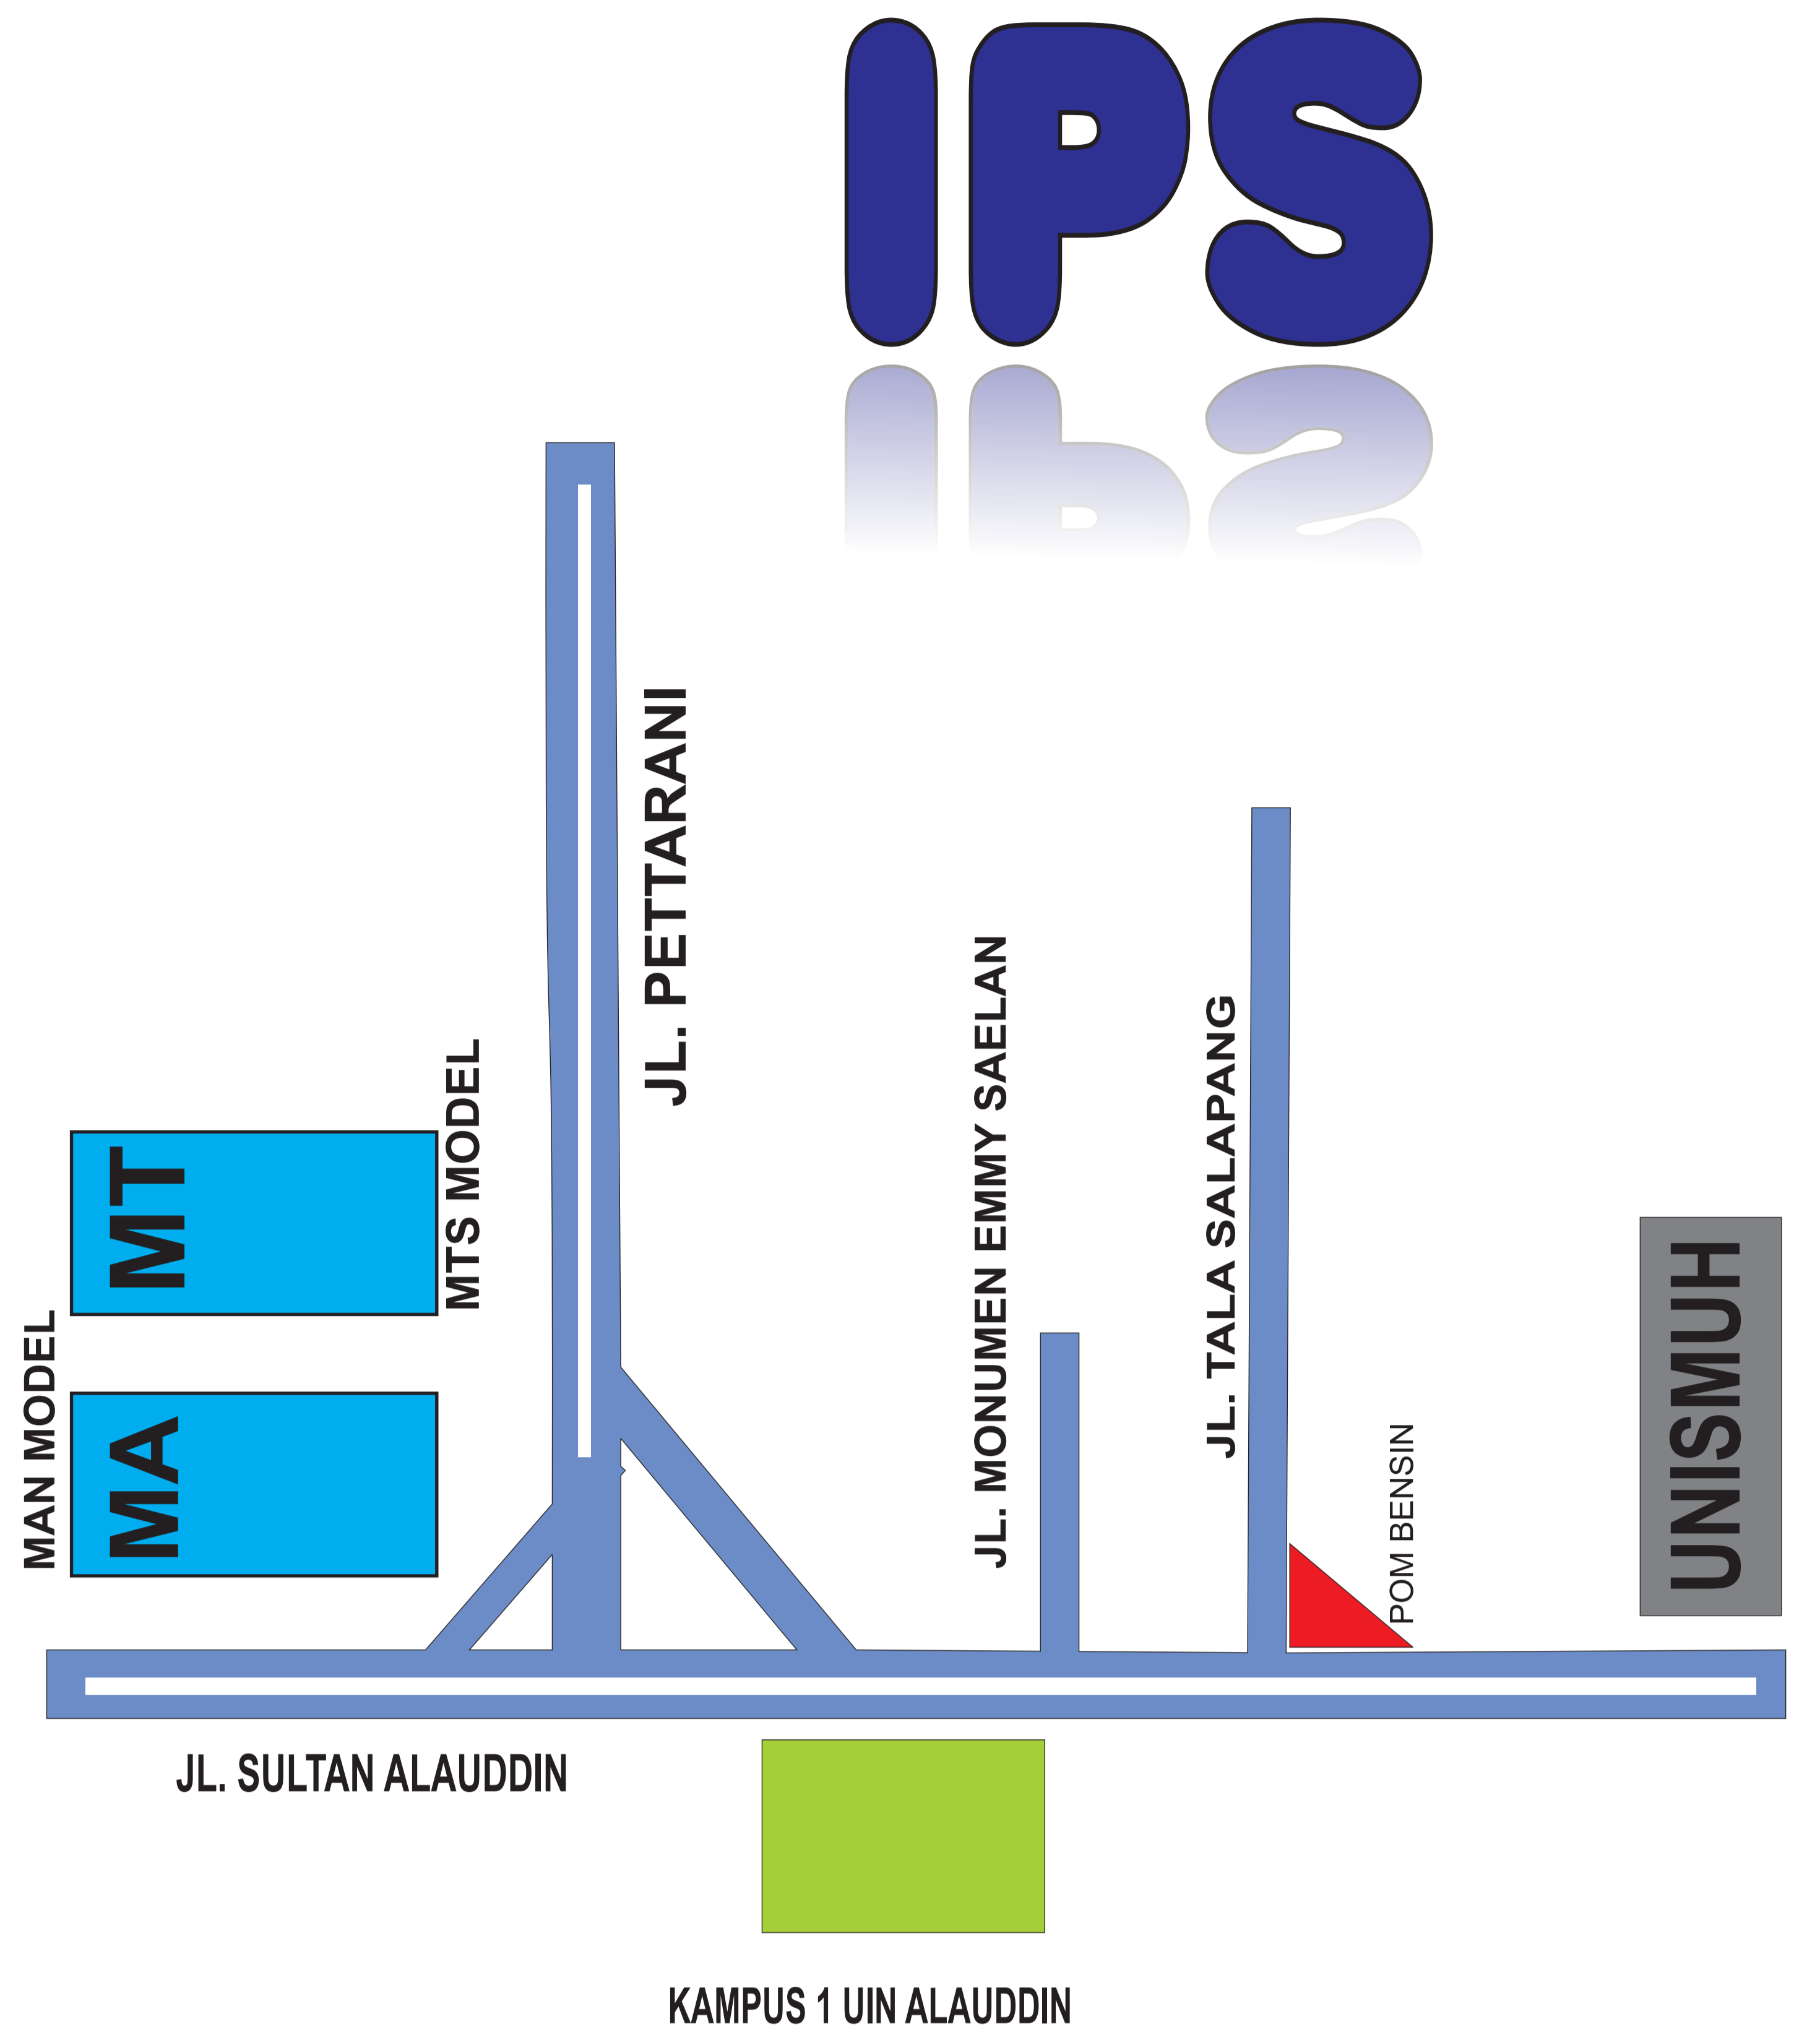 IPS
JL. PETTARANI
JL. MONUMEN EMMY SAELAN
JL. TALA SALAPANG
MTS MODEL
MT
MAN MODEL
MA
POM BENSIN
UNISMUH
JL. SULTAN ALAUDDIN
KAMPUS 1 UIN ALAUDDIN